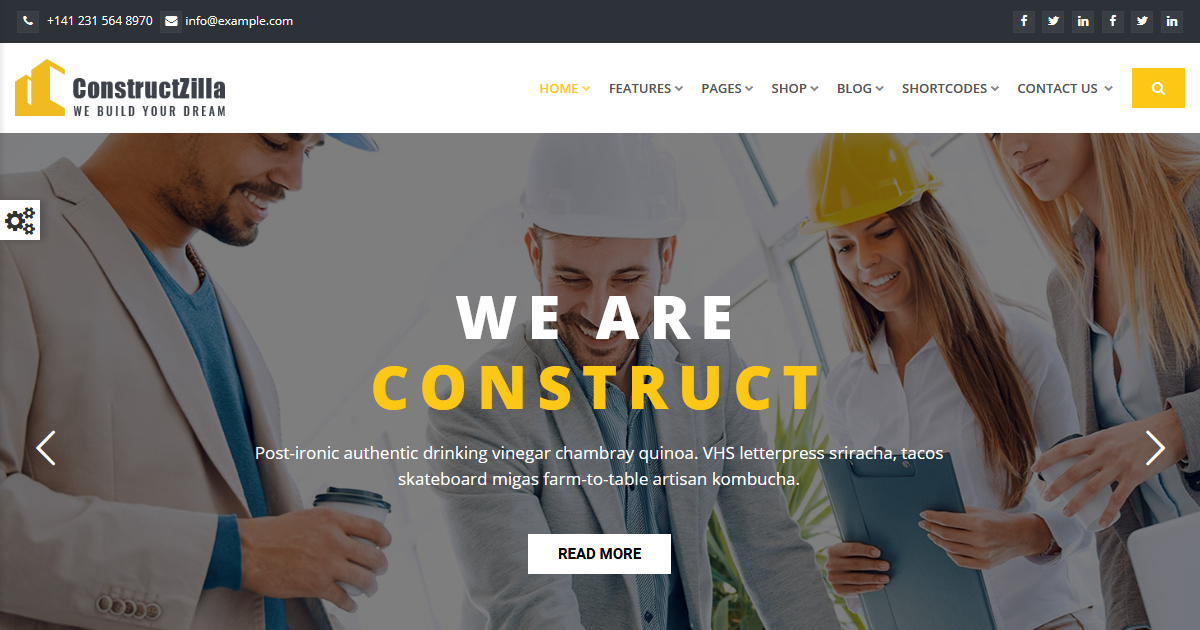 +141 231 564 8970 info@example.com
ConstructZilla
WE BUILD YOUR DREAM
HOME FEATURES PAGES SHOP BLOG SHORTCODES CONTACT US
WE ARE
CONSTRUCT
Post-ironic authentic drinking vinegar chambray quinoa. VHS letterpress sriracha, tacos
skateboard migas farm-to-table artisan kombucha.
READ MORE